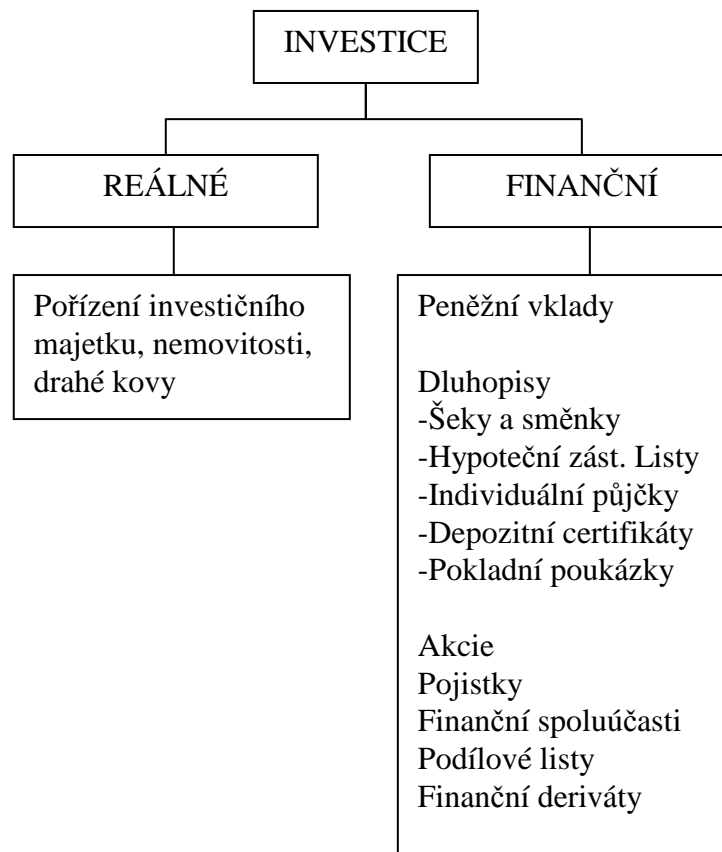 INVESTICE
REÁLNÉ
FINANČNÍ
Pořízení investičního
majetku, nemovitosti,
drahé kovy
Peněžní vklady
Dluhopisy
-Šeky a směnky
-Hypoteční zást. Listy
-Individuální půjčky
-Depozitní certifikáty
-Pokladní poukázky
Akcie
Pojistky
Finanční spoluúčasti
Podílové listy
Finanční deriváty